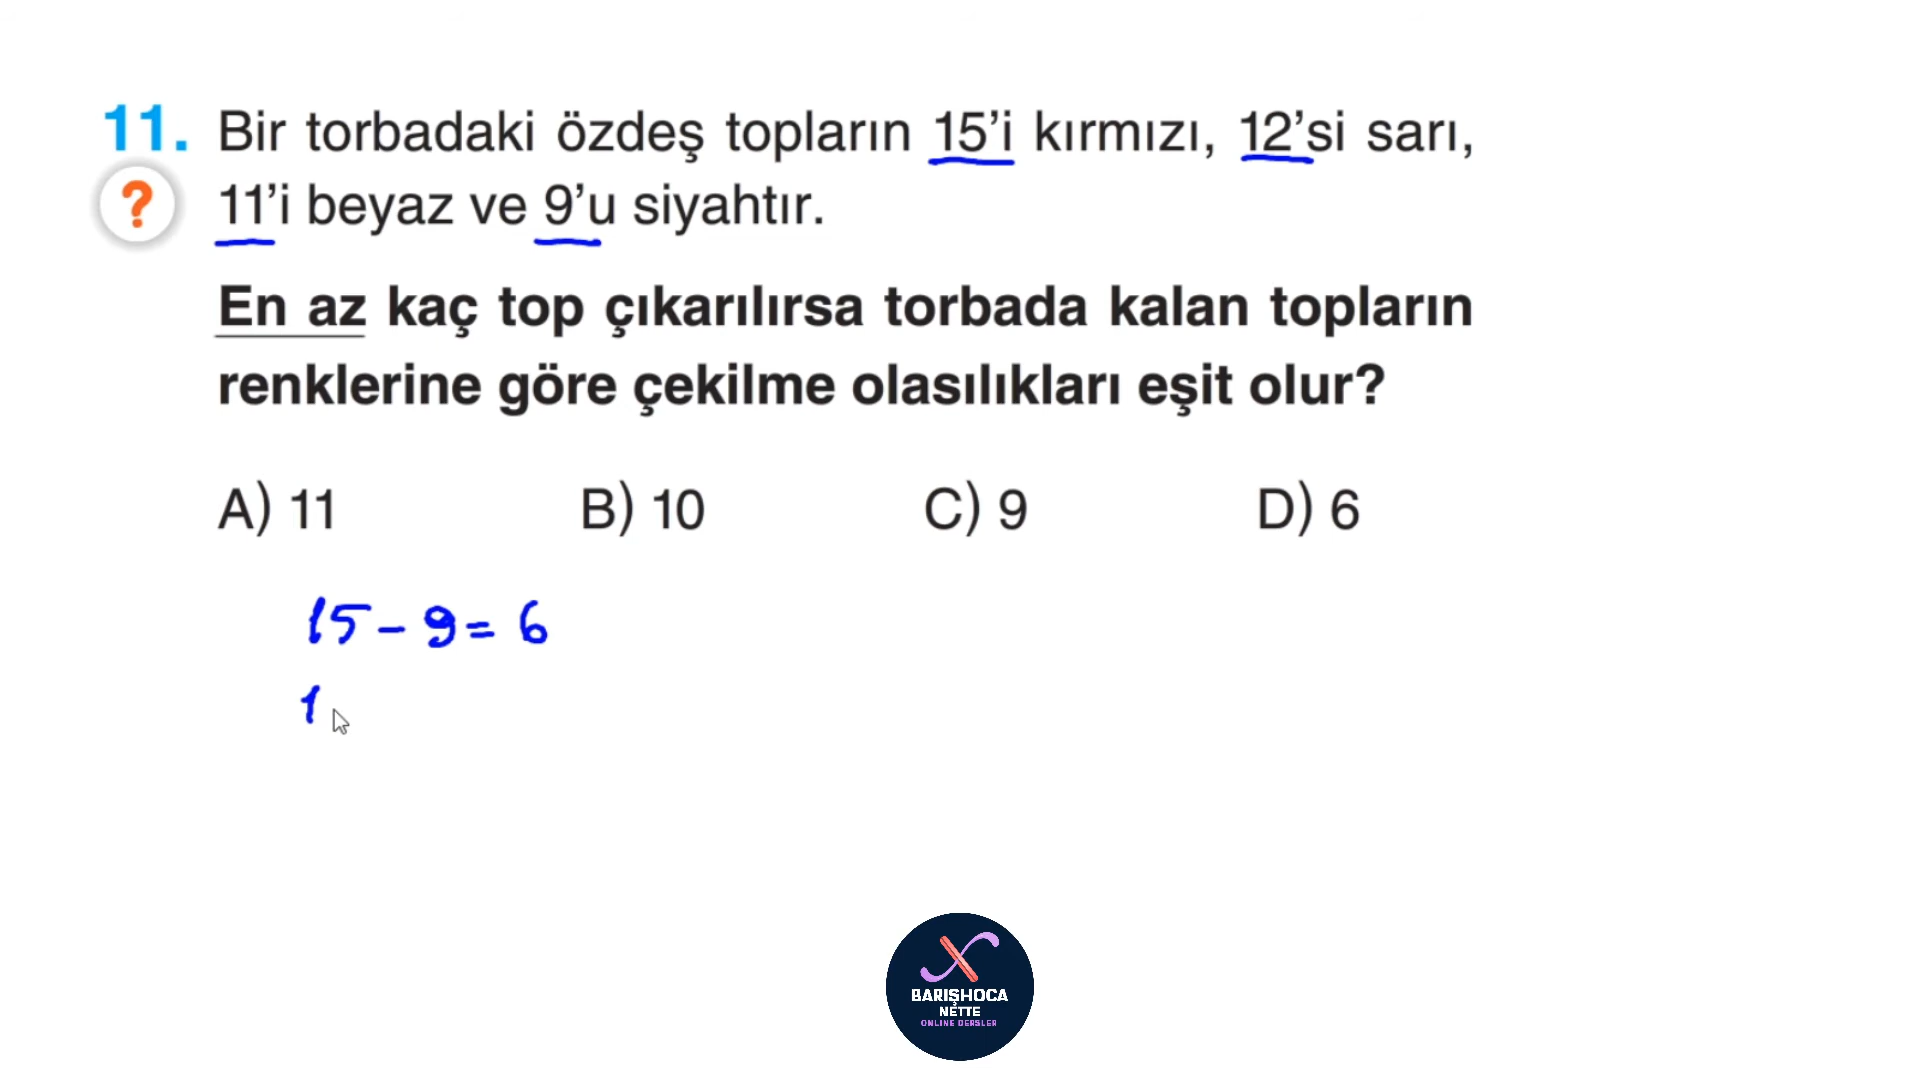 11. Bir torbadaki özdeş topların 15'i kırmızı, 12'si sarı,
? 11'i beyaz ve 9'u siyahtır.
En az kaç top çıkarılırsa torbada kalan topların
renklerine göre çekilme olasılıkları eşit olur?
A) 11 B) 10 C) 9 D) 6
15 - 9 = 6
1
BARIŞHOCA
NETTE
ONLINE DERSLER